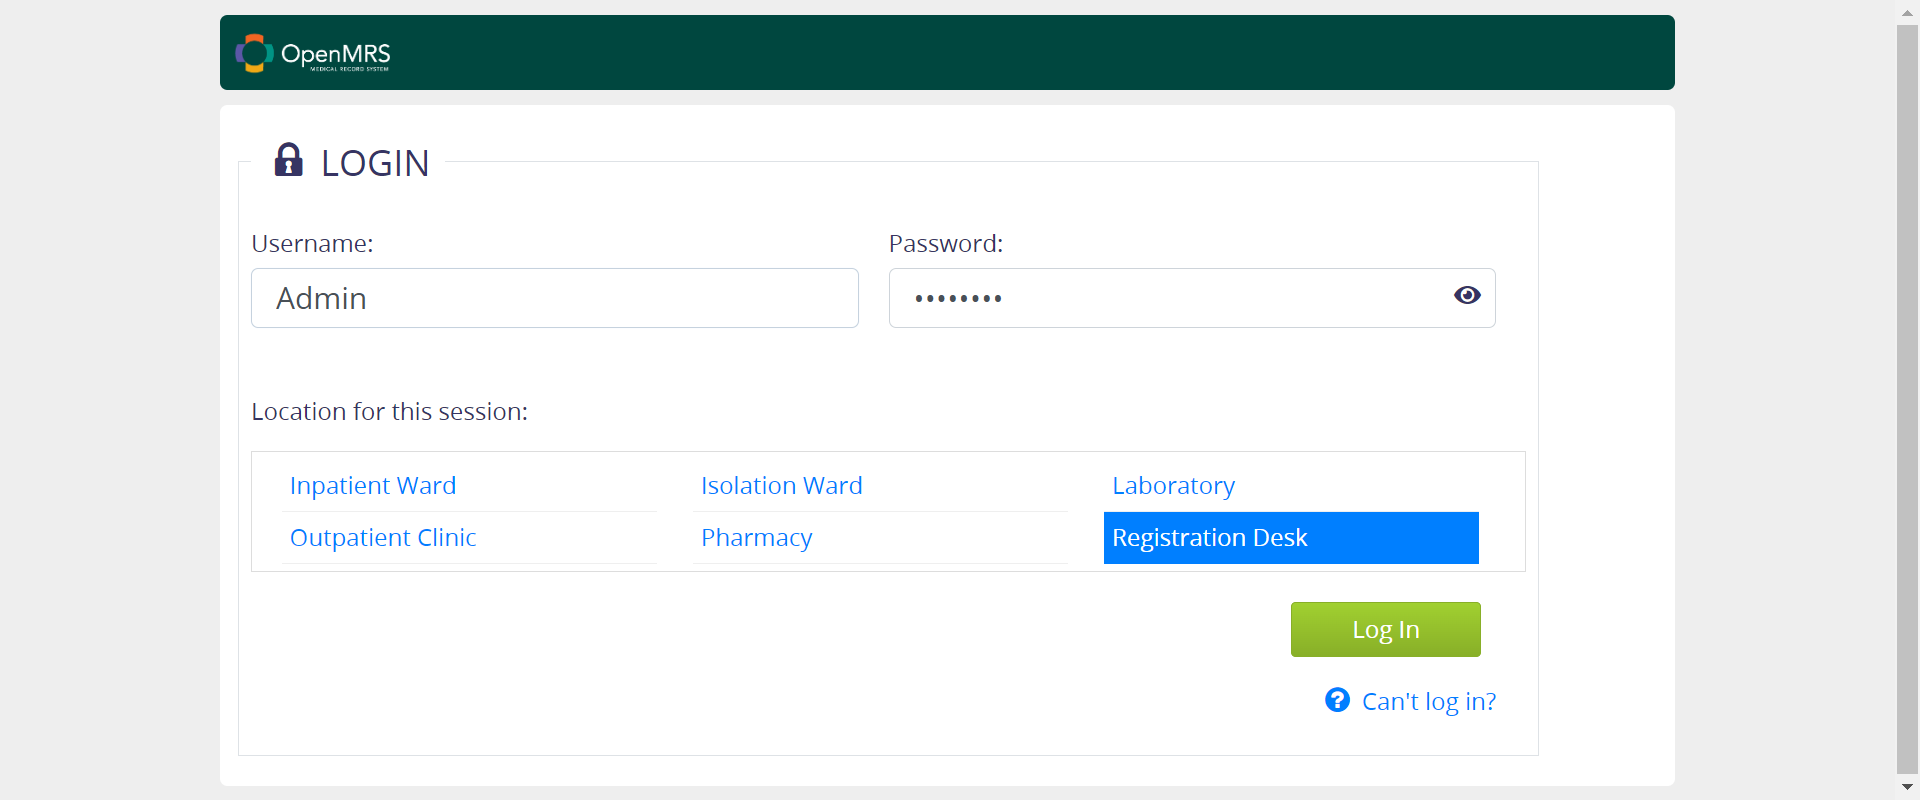 OpenMRS
MEDICAL RECORD SYSTEM
LOGIN
Username:
Password:
Admin
••••••••
Location for this session:
Inpatient Ward
Isolation Ward
Laboratory
Outpatient Clinic
Pharmacy
Registration Desk
Log In
? Can't log in?